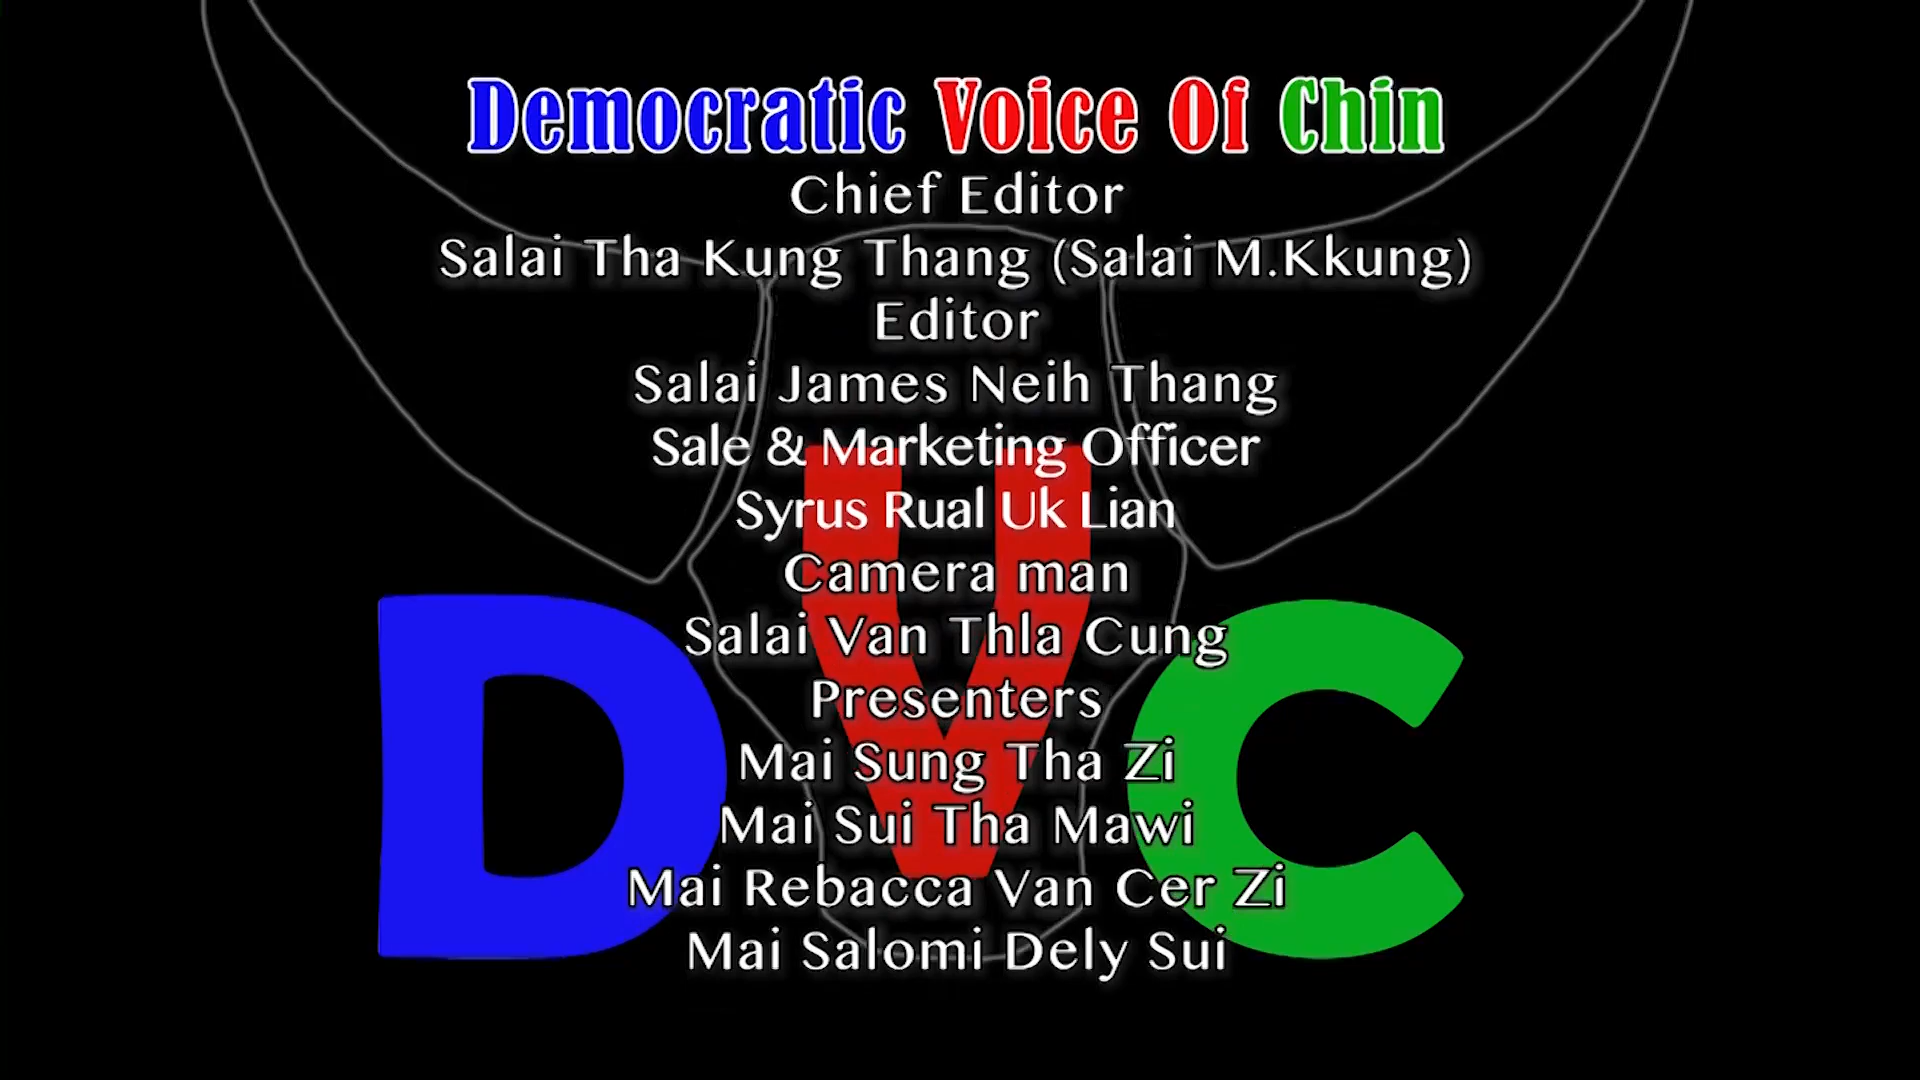 Democratic Voice Of Chin
Chief Editor
Salai Tha Kung Thang (Salai M.Kkung)
Editor
Salai James Neih Thang
Sale & Marketing Officer
Syrus Rual Uk Lian
Camera man
Salai Van Thla Cung
Presenters
Mai Sung Tha Zi
Mai Sui Tha Mawi
Mai Rebacca Van Cer Zi
Mai Salomi Dely Sui
DVC